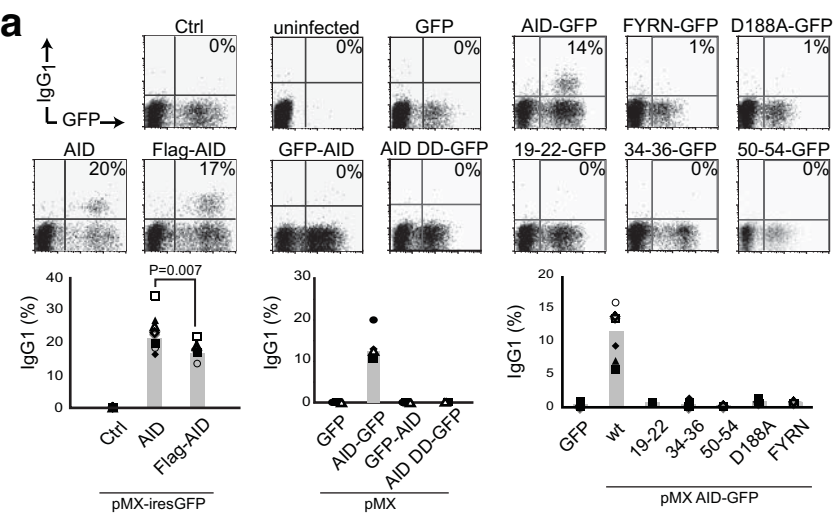 a
Ctrl
uninfected
GFP
AID-GFP
FYRN-GFP
D188A-GFP
0%
0%
0%
14%
1%
1%
IgG1
GFP
AID
Flag-AID
GFP-AID
AID DD-GFP
19-22-GFP
34-36-GFP
50-54-GFP
20%
17%
0%
0%
0%
0%
0%
IgG1 (%)
40
30
20
10
0
P=0.007
Ctrl
AID
Flag-AID
pMX-iresGFP
IgG1 (%)
30
20
10
0
GFP
AID-GFP
GFP-AID
AID DD-GFP
pMX
IgG1 (%)
20
15
10
5
0
GFP
wt
19-22
34-36
50-54
D188A
FYRN
pMX AID-GFP